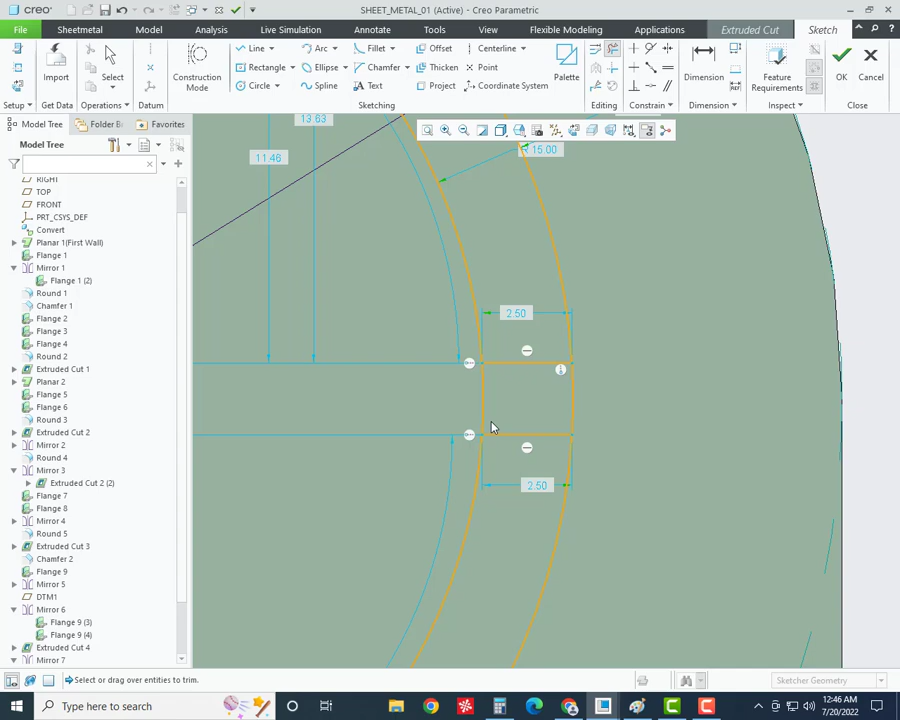 creo
SHEET_METAL_01 (Active) - Creo Parametric
File
Sheetmetal
Model
Analysis
Live Simulation
Annotate
Tools
View
Flexible Modeling
Applications
Extruded Cut
Sketch
Line
Arc
Fillet
Offset
Centerline
Rectangle
Ellipse
Chamfer
Thicken
Point
Circle
Spline
Text
Project
Coordinate System
Import
Select
Construction Mode
Palette
Dimension
Feature Requirements
OK
Cancel
Setup
Get Data
Operations
Datum
Sketching
Editing
Constrain
Dimension
Inspect
Close
Model Tree
Folder B
Favorites
Model Tree
RIGHT
TOP
FRONT
PRT_CSYS_DEF
Convert
Planar 1(First Wall)
Flange 1
Mirror 1
Flange 1 (2)
Round 1
Chamfer 1
Flange 2
Flange 3
Flange 4
Round 2
Extruded Cut 1
Planar 2
Flange 5
Flange 6
Round 3
Extruded Cut 2
Mirror 2
Round 4
Mirror 3
Extruded Cut 2 (2)
Flange 7
Flange 8
Mirror 4
Round 5
Extruded Cut 3
Chamfer 2
Flange 9
Mirror 5
DTM1
Mirror 6
Flange 9 (3)
Flange 9 (4)
Extruded Cut 4
Mirror 7
13.63
11.46
R 15.00
2.50
2.50
Select or drag over entities to trim.
Sketcher Geometry
Type here to search
12:46 AM
7/20/2022